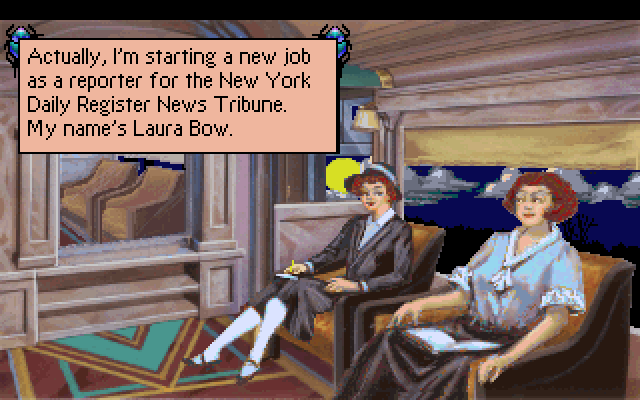 Actually, I'm starting a new job
as a reporter for the New York
Daily Register News Tribune.
My name's Laura Bow.